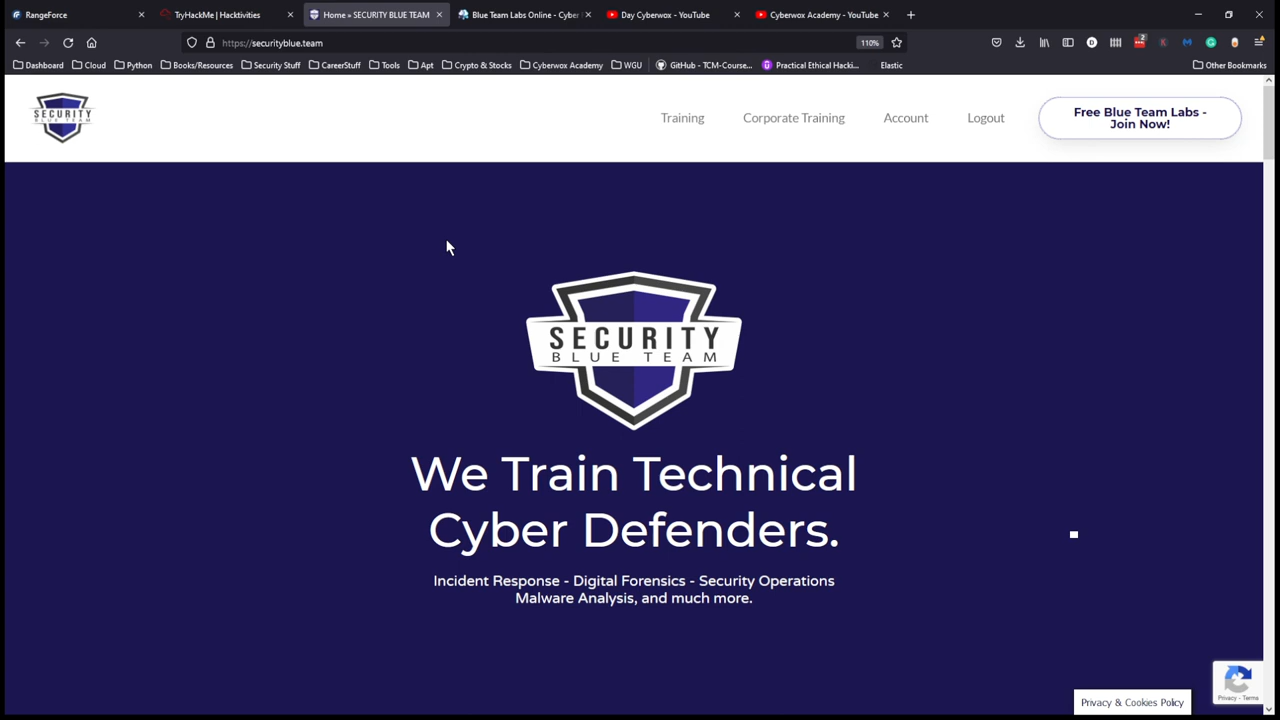 RangeForce
TryHackMe | Hacktivities
Home » SECURITY BLUE TEAM
Blue Team Labs Online - Cyber
Day Cyberwox - YouTube
Cyberwox Academy - YouTube
https://securityblue.team
110%
2
Dashboard
Cloud
Python
Books/Resources
Security Stuff
CareerStuff
Tools
Apt
Crypto & Stocks
Cyberwox Academy
WGU
GitHub - TCM-Course...
Practical Ethical Hacki...
Elastic
Other Bookmarks
SECURITY
BLUE TEAM
Training
Corporate Training
Account
Logout
Free Blue Team Labs -
Join Now!
SECURITY
BLUE TEAM
We Train Technical
Cyber Defenders.
Incident Response - Digital Forensics - Security Operations
Malware Analysis, and much more.
Privacy - Terms
Privacy & Cookies Policy